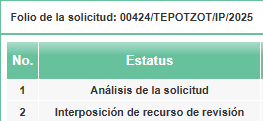 Folio de la solicitud: 00424/TEPOTZOT/IP/2025
No. Estatus
1 Análisis de la solicitud
2 Interposición de recurso de revisión